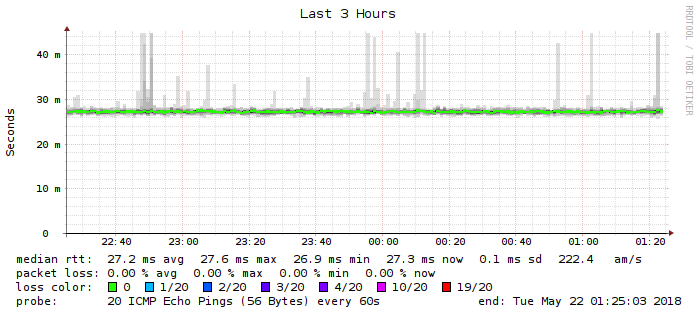 Last 3 Hours
RRDTOOL / TOBI OETIKER
Seconds
40 m
30 m
20 m
10 m
0
22:40 23:00 23:20 23:40 00:00 00:20 00:40 01:00 01:20
median rtt: 27.2 ms avg 27.6 ms max 26.9 ms min 27.3 ms now 0.1 ms sd 222.4 am/s
packet loss: 0.00 % avg 0.00 % max 0.00 % min 0.00 % now
loss color: 0 1/20 2/20 3/20 4/20 10/20 19/20
probe: 20 ICMP Echo Pings (56 Bytes) every 60s end: Tue May 22 01:25:03 2018